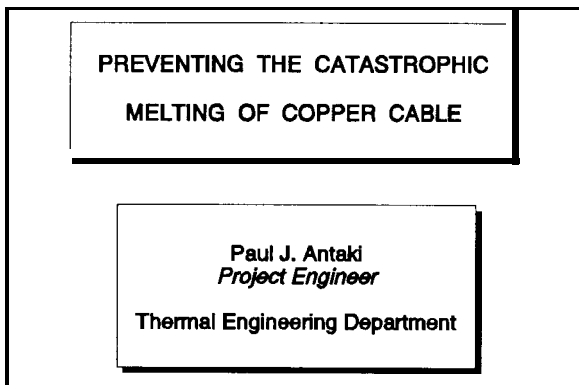 PREVENTING THE CATASTROPHIC
MELTING OF COPPER CABLE
Paul J. Antaki
Project Engineer
Thermal Engineering Department